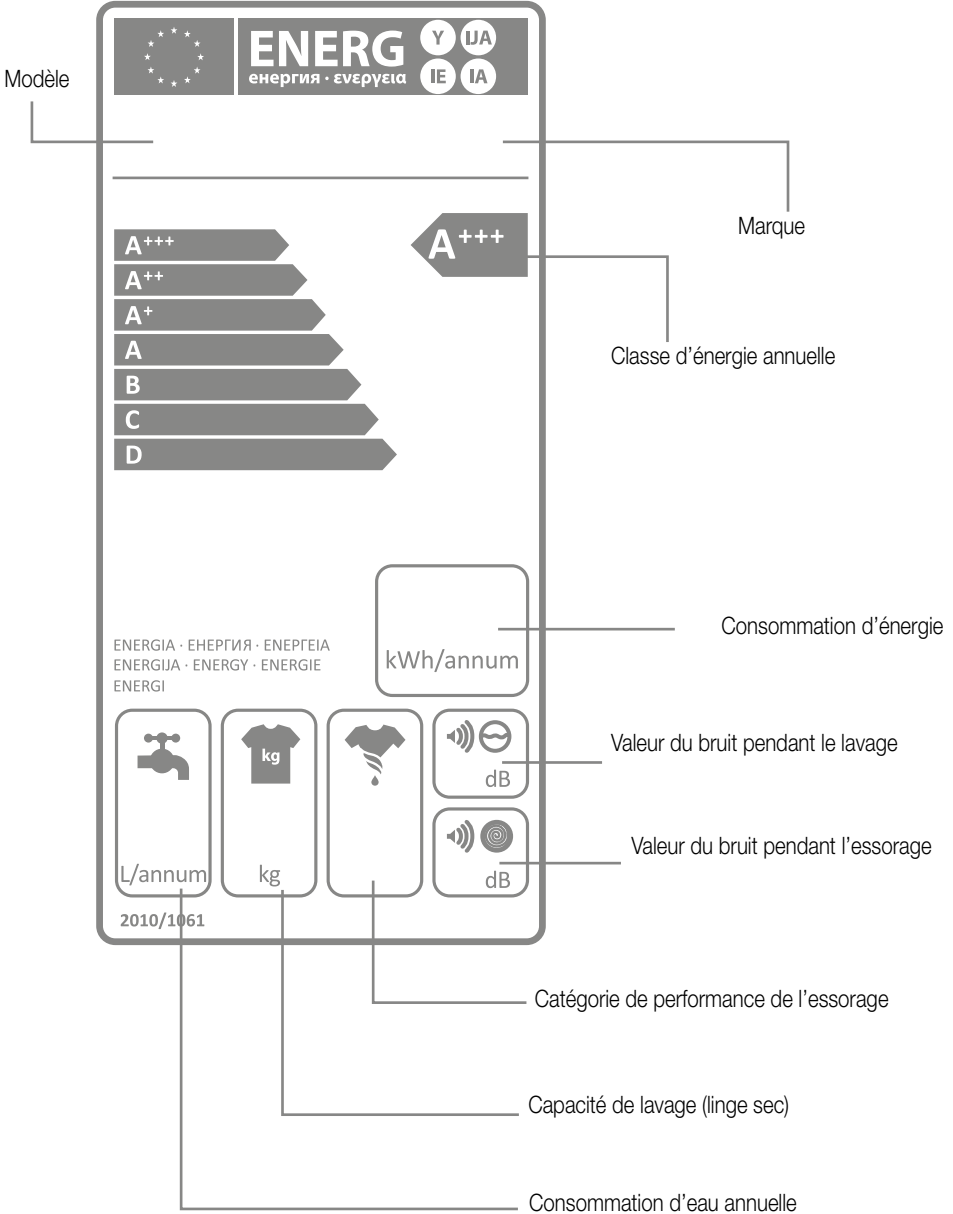 ENERG
енергия · ενεργεια
Y
IJA
IE
IA
Modèle
Marque
A+++
A++
A+
A
B
C
D
A+++
Classe d'énergie annuelle
ENERGIA · ЕНЕРГИЯ · ΕΝΕΡΓΕΙΑ
ENERGIJA · ENERGY · ENERGIE
ENERGI
kWh/annum
Consommation d'énergie
L/annum
kg
kg
dB
Valeur du bruit pendant le lavage
dB
Valeur du bruit pendant l'essorage
2010/1061
Catégorie de performance de l'essorage
Capacité de lavage (linge sec)
Consommation d'eau annuelle